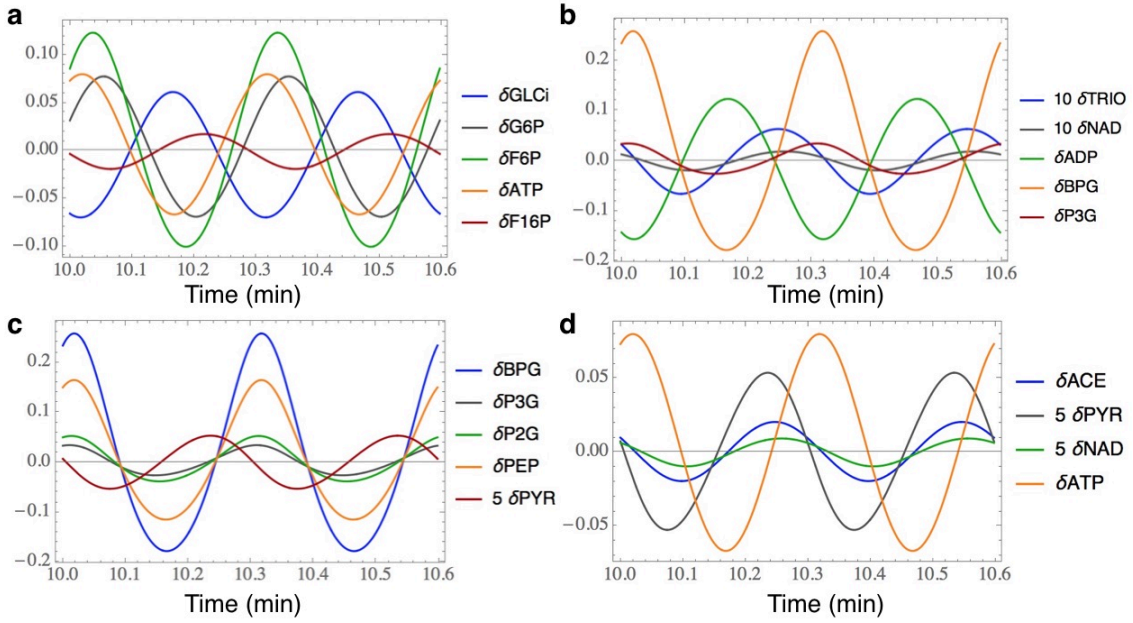 a
0.10
0.05
0.00
−0.05
−0.10
10.0 10.1 10.2 10.3 10.4 10.5 10.6
Time (min)
δGLCi
δG6P
δF6P
δATP
δF16P
b
0.2
0.1
0.0
−0.1
−0.2
10.0 10.1 10.2 10.3 10.4 10.5 10.6
Time (min)
10 δTRIO
10 δNAD
δADP
δBPG
δP3G
c
0.2
0.1
0.0
−0.1
−0.2
10.0 10.1 10.2 10.3 10.4 10.5 10.6
Time (min)
δBPG
δP3G
δP2G
δPEP
5 δPYR
d
0.05
0.00
−0.05
10.0 10.1 10.2 10.3 10.4 10.5 10.6
Time (min)
δACE
5 δPYR
5 δNAD
δATP